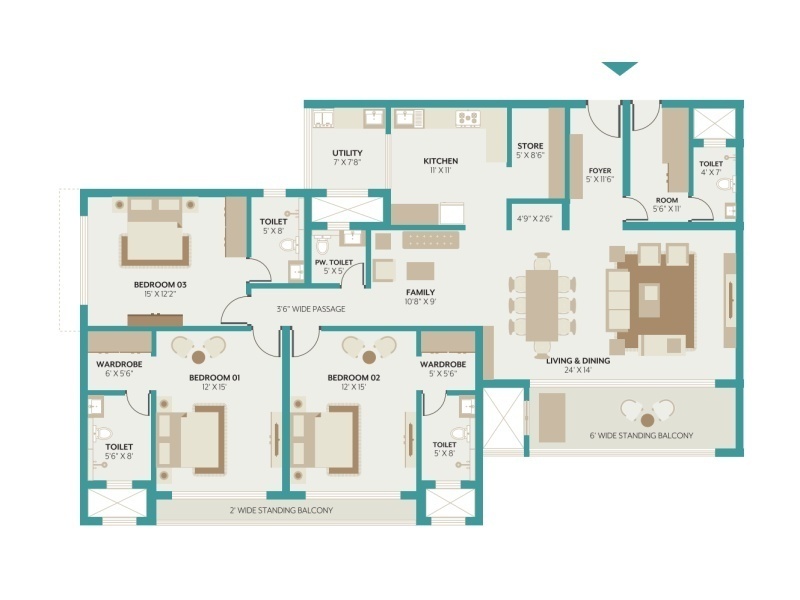 UTILITY
7' X 7'8"
KITCHEN
11' X 11'
STORE
5' X 8'6"
FOYER
5' X 11'6"
TOILET
4' X 7'
ROOM
5'6" X 11'
4'9" X 2'6"
TOILET
5' X 8'
PW. TOILET
5' X 5'
BEDROOM 03
15' X 12'2"
FAMILY
10'8" X 9'
3'6" WIDE PASSAGE
LIVING & DINING
24' X 14'
WARDROBE
6' X 5'6"
BEDROOM 01
12' X 15'
BEDROOM 02
12' X 15'
WARDROBE
5' X 5'6"
TOILET
5'6" X 8'
TOILET
5' X 8'
6' WIDE STANDING BALCONY
2' WIDE STANDING BALCONY